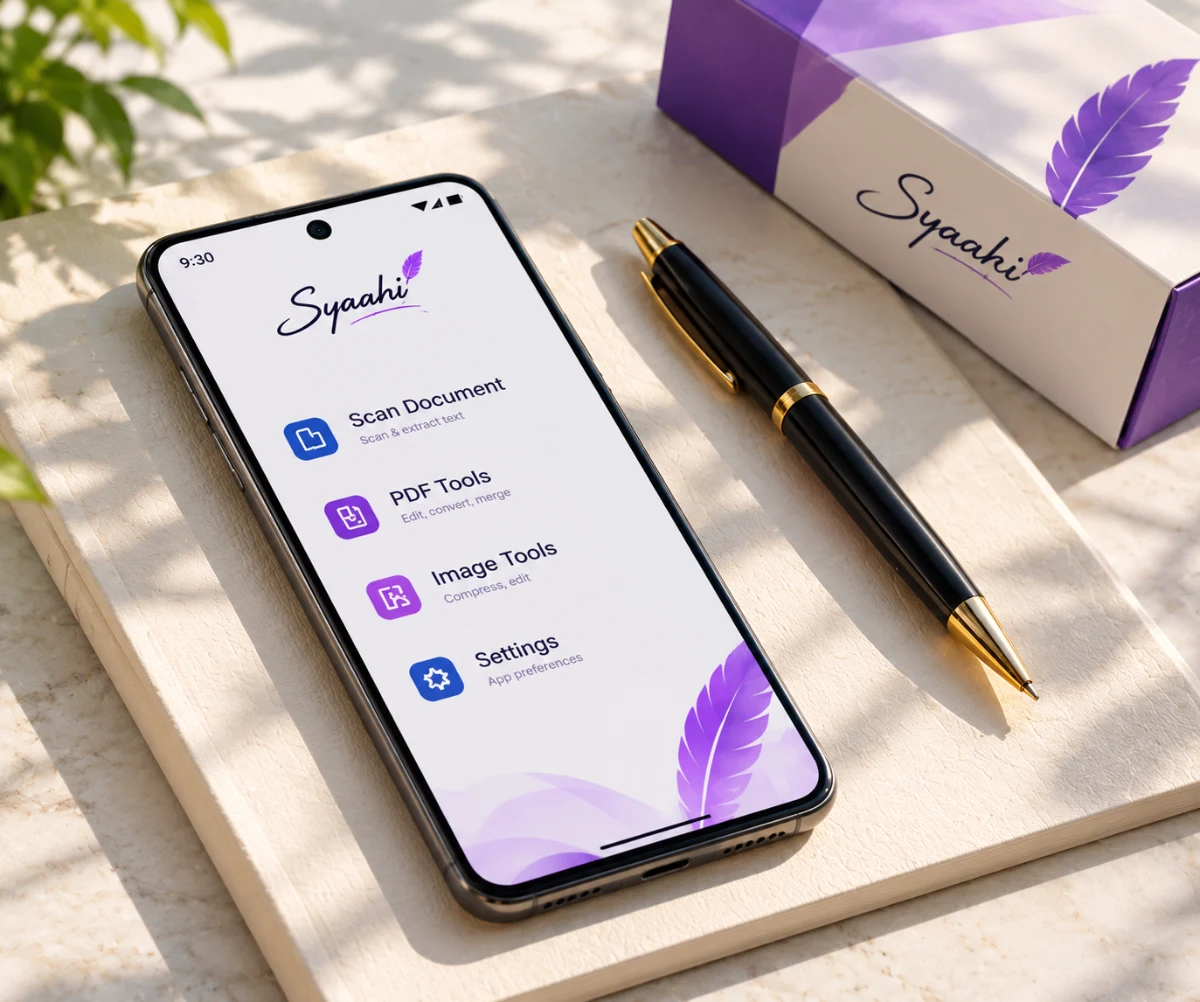 9:30
Syaahi
Scan Document
Scan & extract text
PDF Tools
Edit, convert, merge
Image Tools
Compress, edit
Settings
App preferences
Syaahi